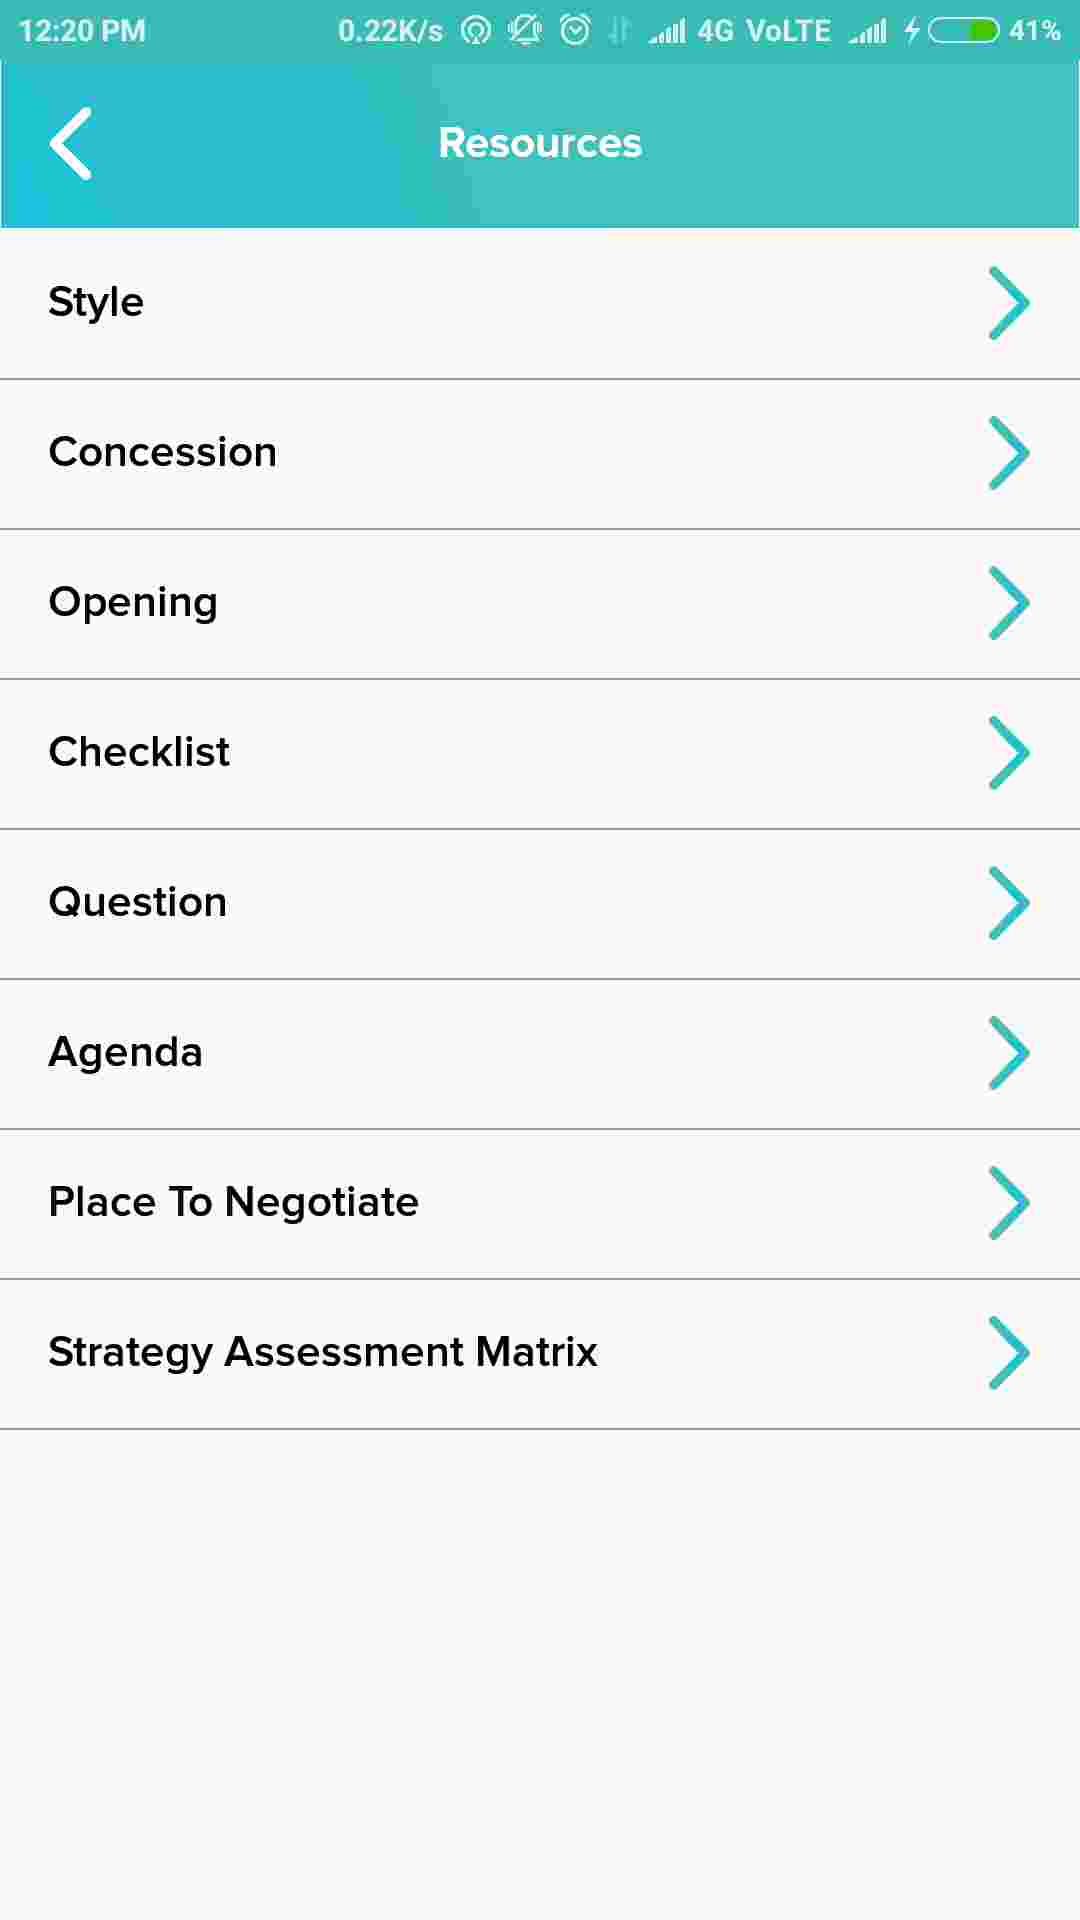 12:20 PM 0.22K/s 4G VoLTE 41%
Resources
Style
Concession
Opening
Checklist
Question
Agenda
Place To Negotiate
Strategy Assessment Matrix